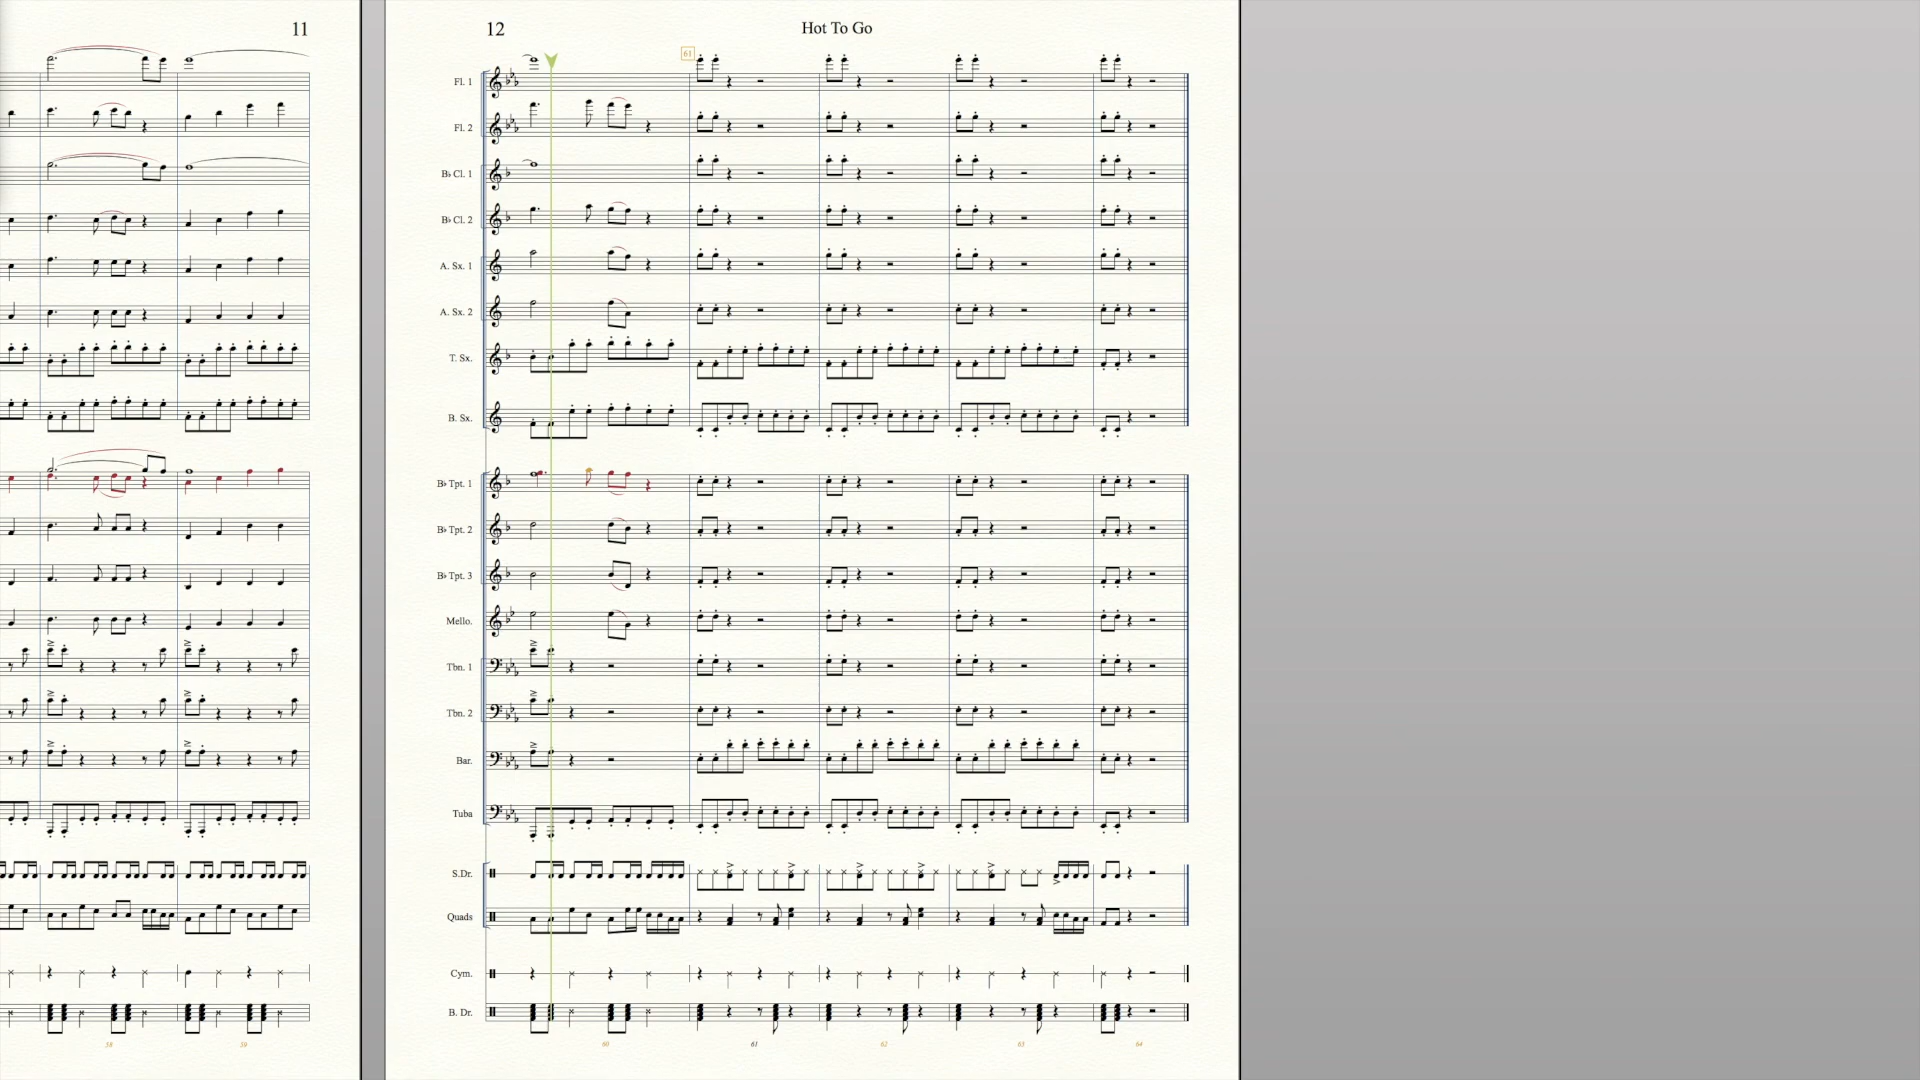 11
12
Hot To Go
61
Fl. 1
Fl. 2
B♭ Cl. 1
B♭ Cl. 2
A. Sx. 1
A. Sx. 2
T. Sx.
B. Sx.
B♭ Tpt. 1
B♭ Tpt. 2
B♭ Tpt. 3
Mello.
Tbn. 1
Tbn. 2
Bar.
Tuba
S.Dr.
Quads
Cym.
B. Dr.
58 59
60 61 62 63 64